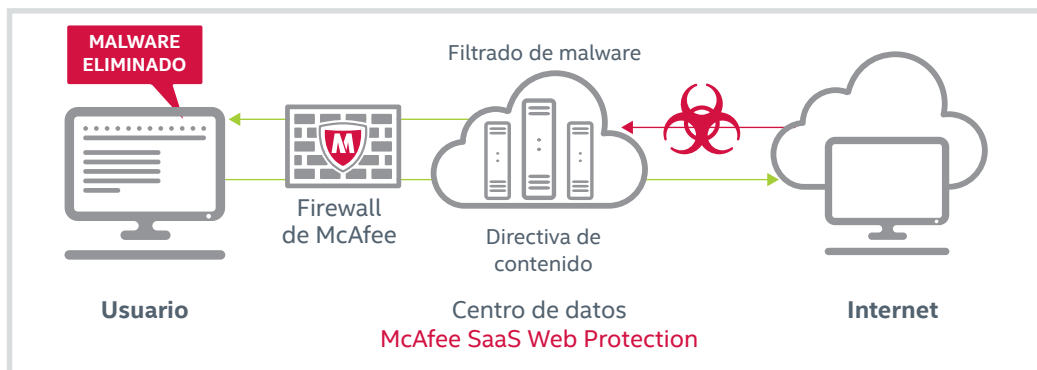 MALWARE
ELIMINADO
Filtrado de malware
M
Firewall
de McAfee
Directiva de
contenido
Usuario
Centro de datos
McAfee SaaS Web Protection
Internet